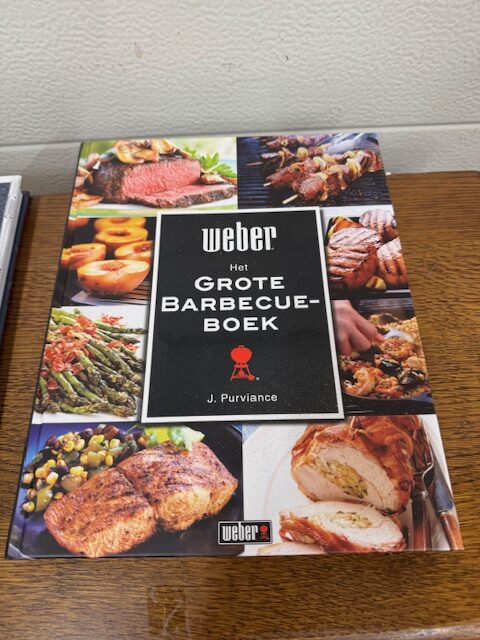 weber
Het
GROTE
BARBECUE-
BOEK
J. Purviance
weber